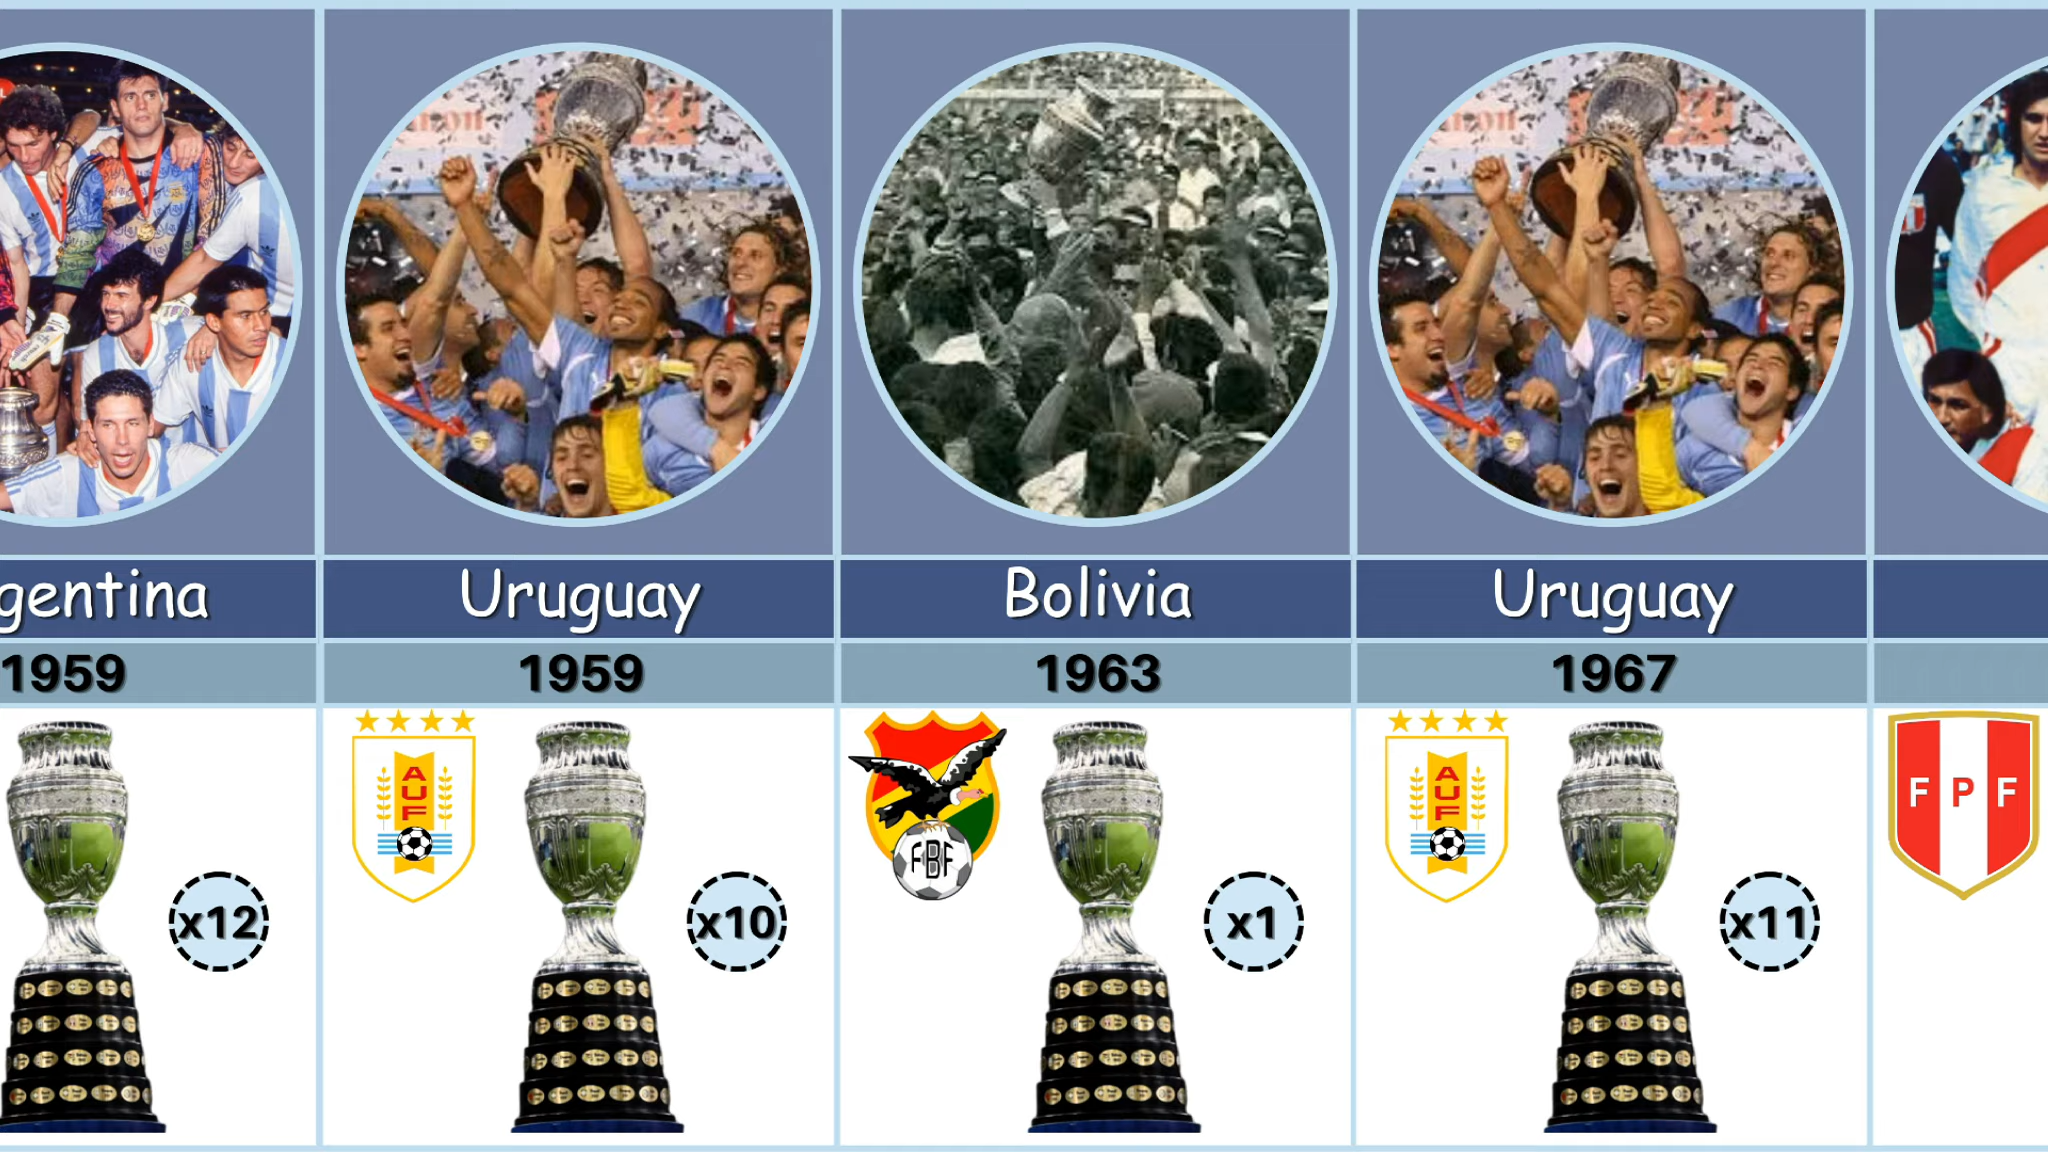 gentina
Uruguay
Bolivia
Uruguay
1959
1959
1963
1967
AUF
FBF
AUF
FPF
x12
x10
x1
x11